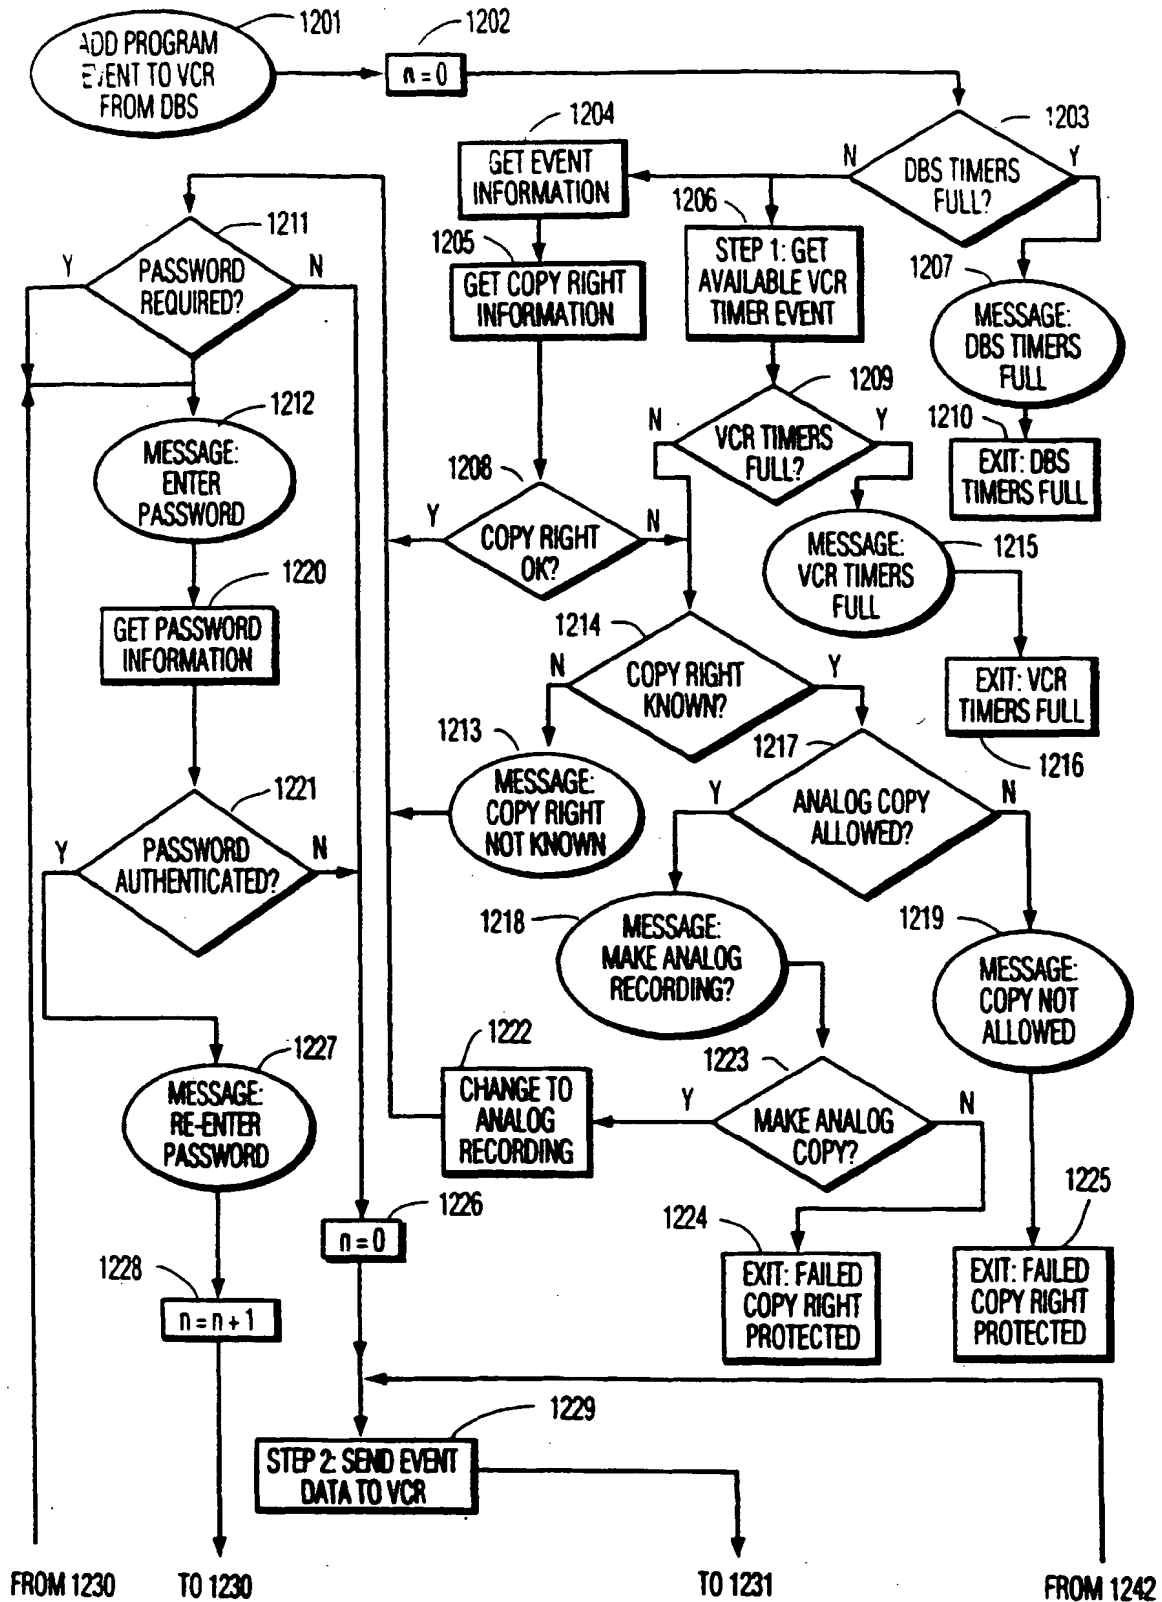 1201
ADD PROGRAM
EVENT TO VCR
FROM DBS
1202
n = 0
1203
DBS TIMERS
FULL?
N
Y
1204
GET EVENT
INFORMATION
1205
GET COPY RIGHT
INFORMATION
1206
STEP 1: GET
AVAILABLE VCR
TIMER EVENT
1207
MESSAGE:
DBS TIMERS
FULL
1211
PASSWORD
REQUIRED?
Y
N
1209
VCR TIMERS
FULL?
N
Y
1210
EXIT: DBS
TIMERS FULL
1212
MESSAGE:
ENTER
PASSWORD
1208
COPY RIGHT
OK?
Y
N
1215
MESSAGE:
VCR TIMERS
FULL
1220
GET PASSWORD
INFORMATION
1214
COPY RIGHT
KNOWN?
N
Y
EXIT: VCR
TIMERS FULL
1216
1213
MESSAGE:
COPY RIGHT
NOT KNOWN
1217
ANALOG COPY
ALLOWED?
Y
N
1221
PASSWORD
AUTHENTICATED?
Y
N
1218
MESSAGE:
MAKE ANALOG
RECORDING?
1219
MESSAGE:
COPY NOT
ALLOWED
1227
MESSAGE:
RE-ENTER
PASSWORD
1222
CHANGE TO
ANALOG
RECORDING
1223
MAKE ANALOG
COPY?
Y
N
1226
n = 0
1224
EXIT: FAILED
COPY RIGHT
PROTECTED
1225
EXIT: FAILED
COPY RIGHT
PROTECTED
1228
n = n + 1
1229
STEP 2: SEND EVENT
DATA TO VCR
FROM 1230
TO 1230
TO 1231
FROM 1242